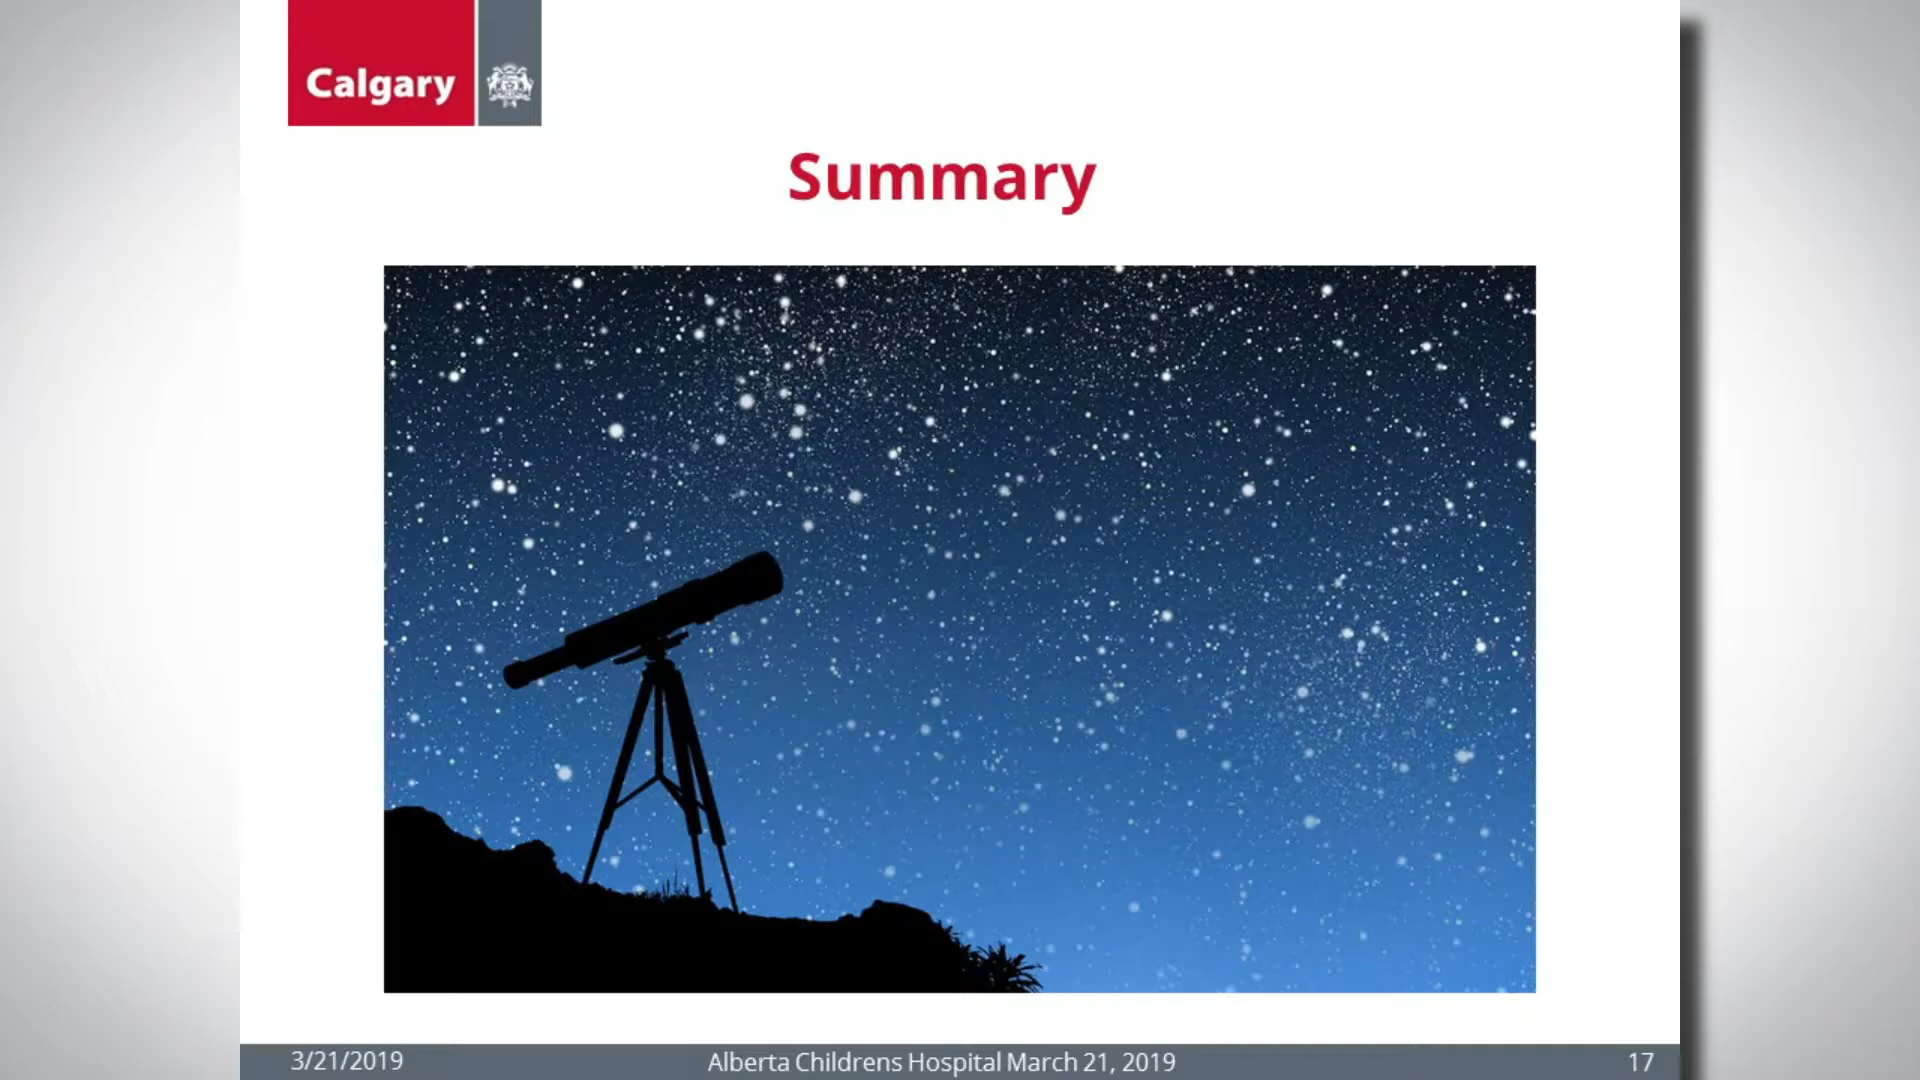 Calgary
Summary
3/21/2019
Alberta Childrens Hospital March 21, 2019
17